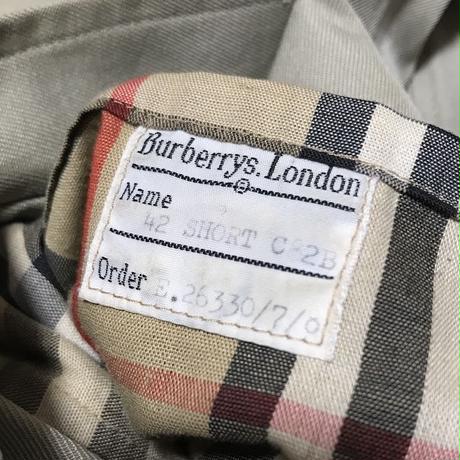 Burberrys. London
Name
42 SHORT C 2B
Order E.26330/7/0